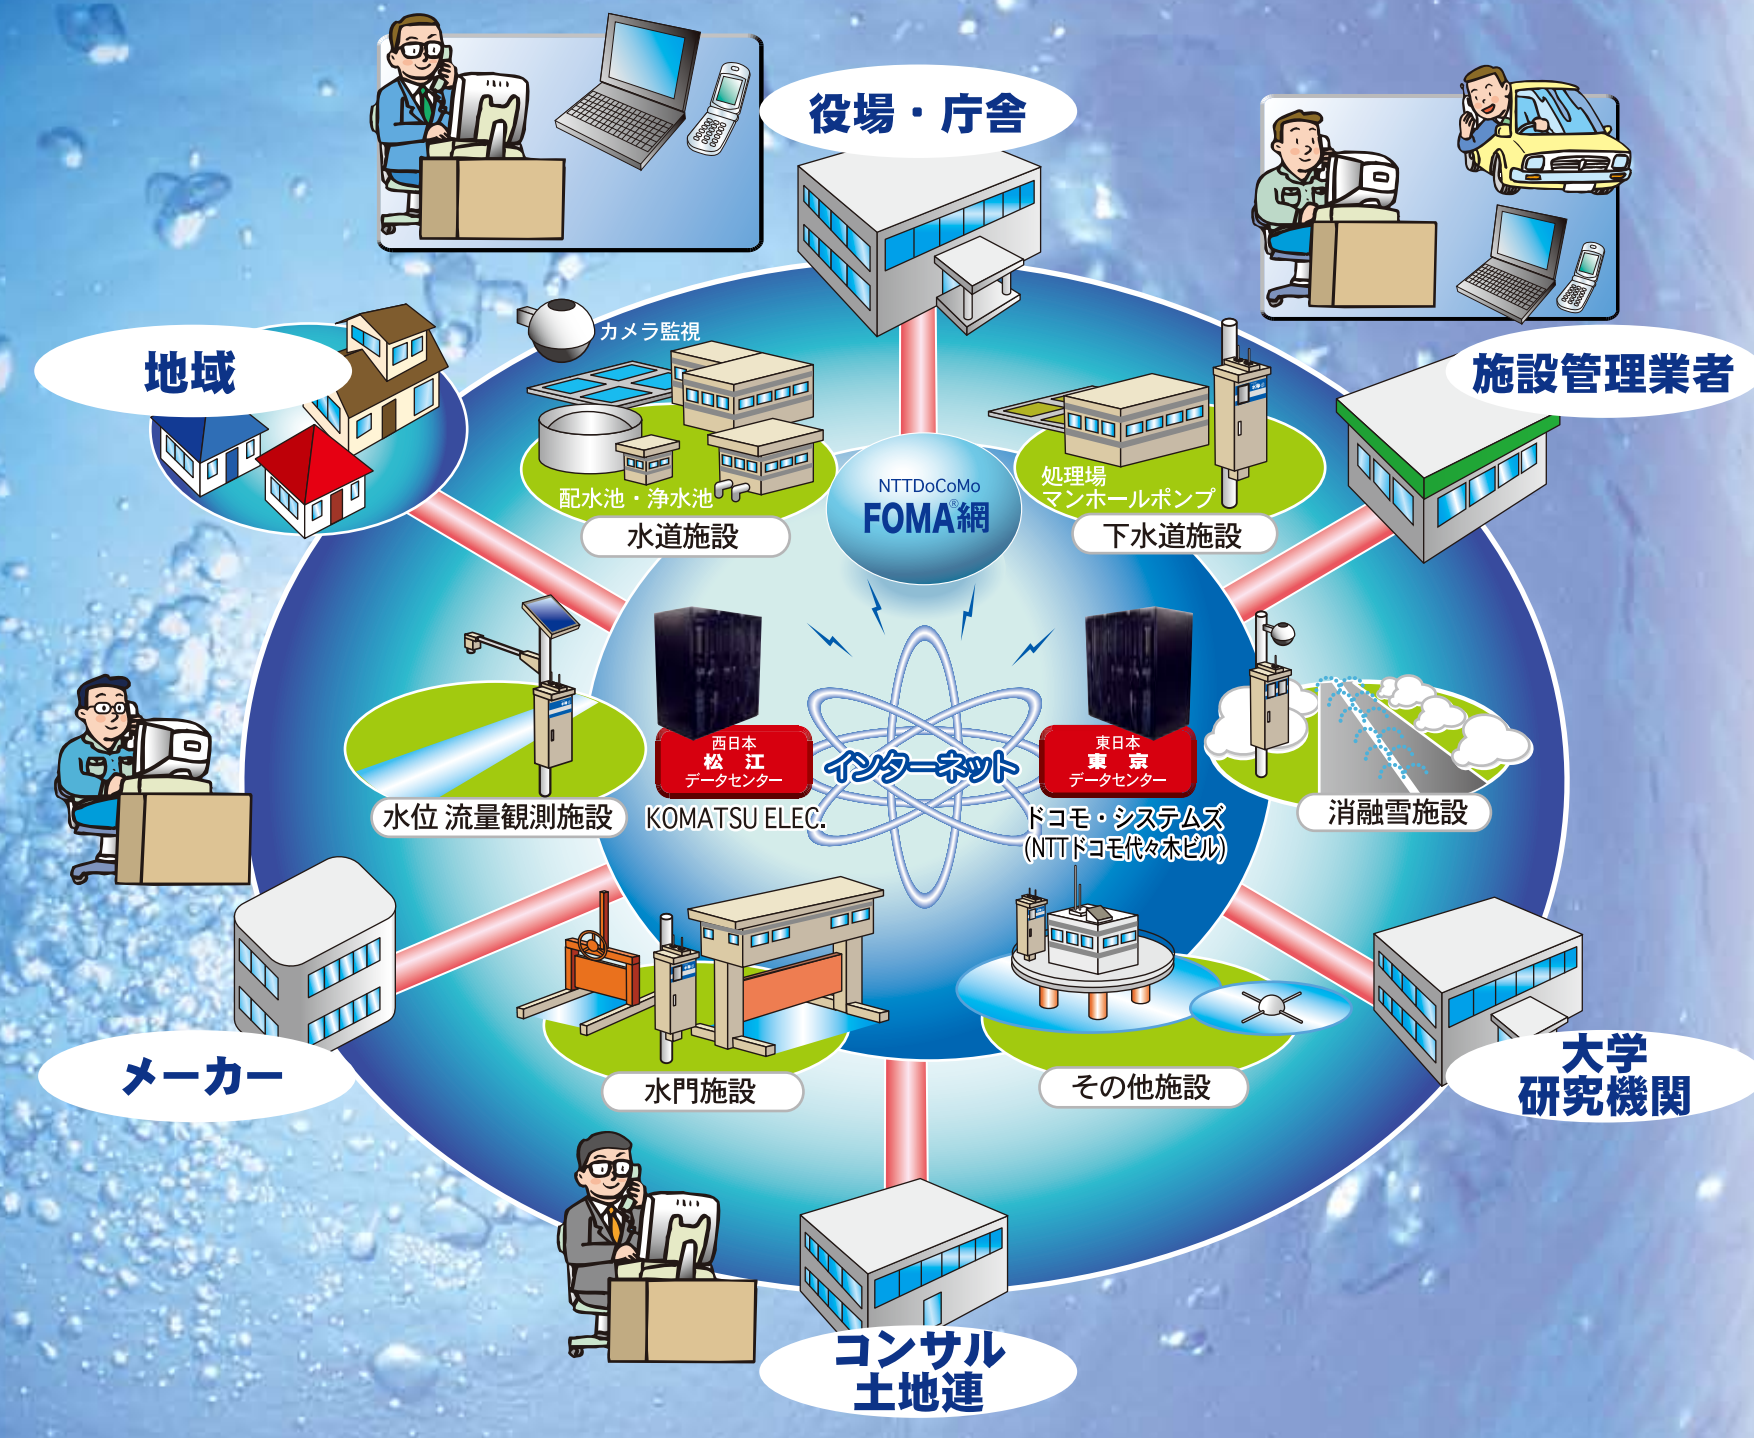 役場・庁舎
地域
カメラ監視
施設管理業者
配水池・浄水池
水道施設
NTTDoCoMo
FOMA®網
処理場
マンホールポンプ
下水道施設
西日本
松 江
データセンター
KOMATSU ELEC.
インターネット
東日本
東 京
データセンター
ドコモ・システムズ
(NTTドコモ代々木ビル)
水位 流量観測施設
消融雪施設
メーカー
水門施設
その他施設
大学
研究機関
コンサル
土地連